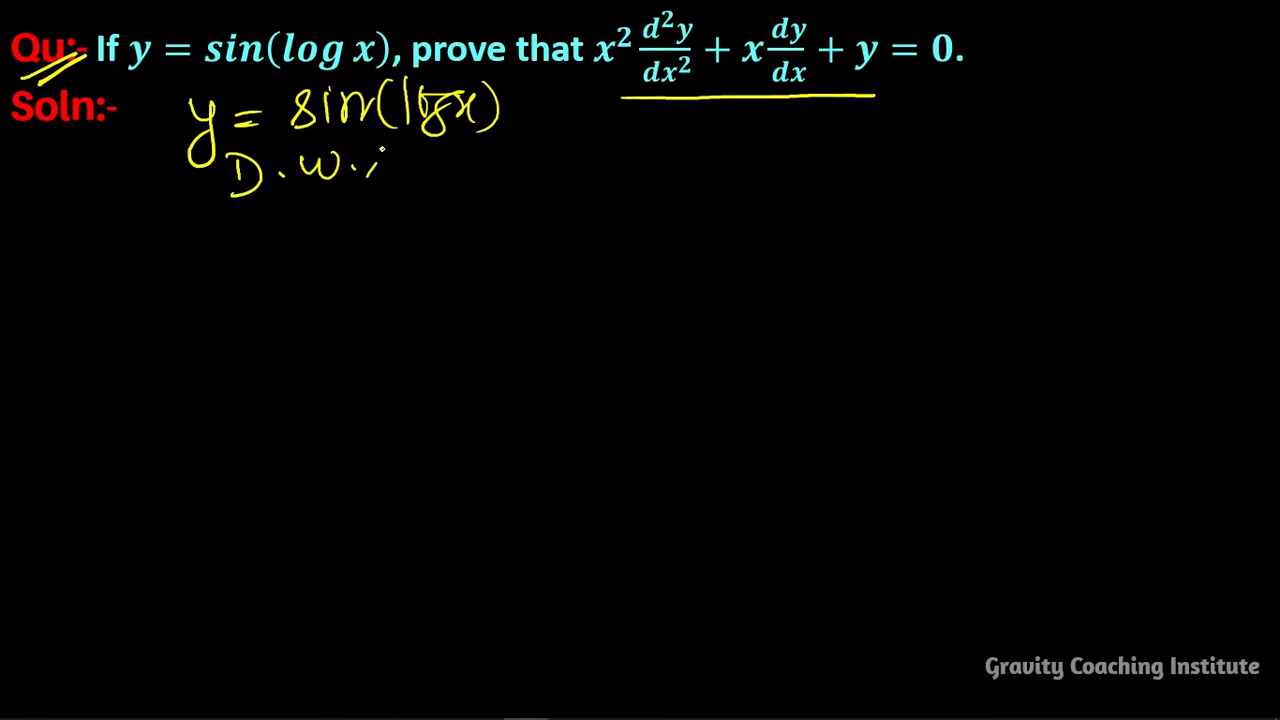 Qu:- If y = sin(log x), prove that x² d²y/dx² + x dy/dx + y = 0.
Soln:- y = sin(log x)
D. w.
Gravity Coaching Institute